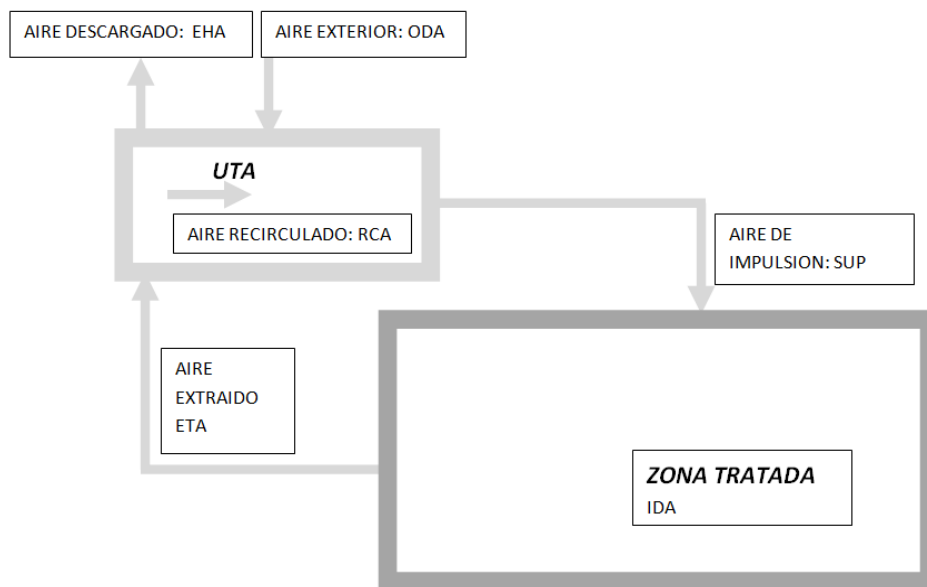 AIRE DESCARGADO: EHA
AIRE EXTERIOR: ODA
UTA
AIRE RECIRCULADO: RCA
AIRE DE
IMPULSION: SUP
AIRE
EXTRAIDO
ETA
ZONA TRATADA
IDA